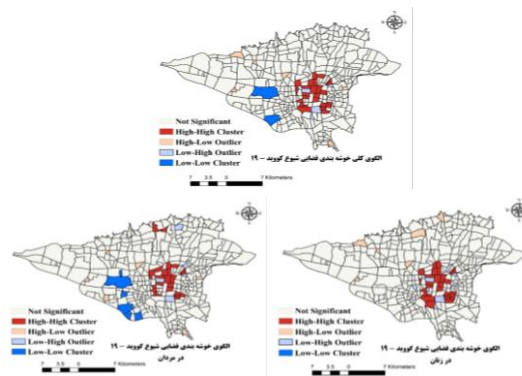 Not Significant
High-High Cluster
High-Low Outlier
Low-High Outlier
Low-Low Cluster
الگوی کلی خوشه بندی فضایی شیوع کووید – ۱۹
7 3.5 0 7 Kilometers
Not Significant
High-High Cluster
High-Low Outlier
Low-High Outlier
Low-Low Cluster
الگوی خوشه بندی فضایی شیوع کووید – ۱۹
در مردان
7 3.5 0 7 Kilometers
Not Significant
High-High Cluster
High-Low Outlier
Low-High Outlier
Low-Low Cluster
الگوی خوشه بندی فضایی شیوع کووید – ۱۹
در زنان
7 3.5 0 7 Kilometers